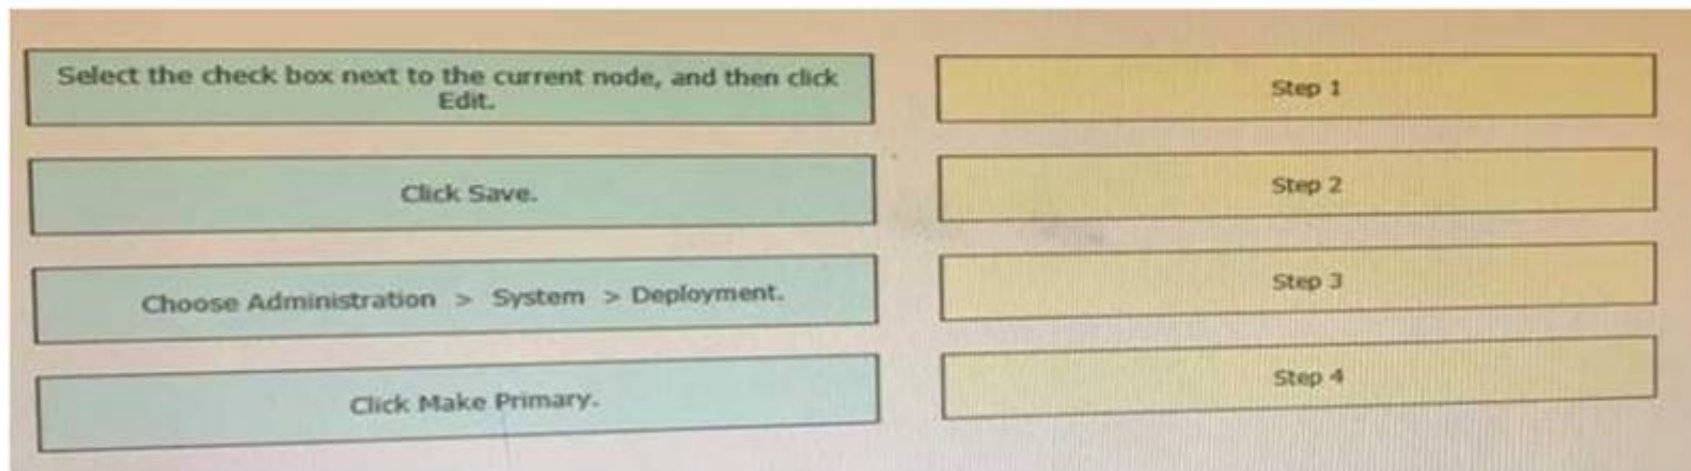 Select the check box next to the current node, and then click
Edit.
Click Save.
Choose Administration > System > Deployment.
Click Make Primary.
Step 1
Step 2
Step 3
Step 4